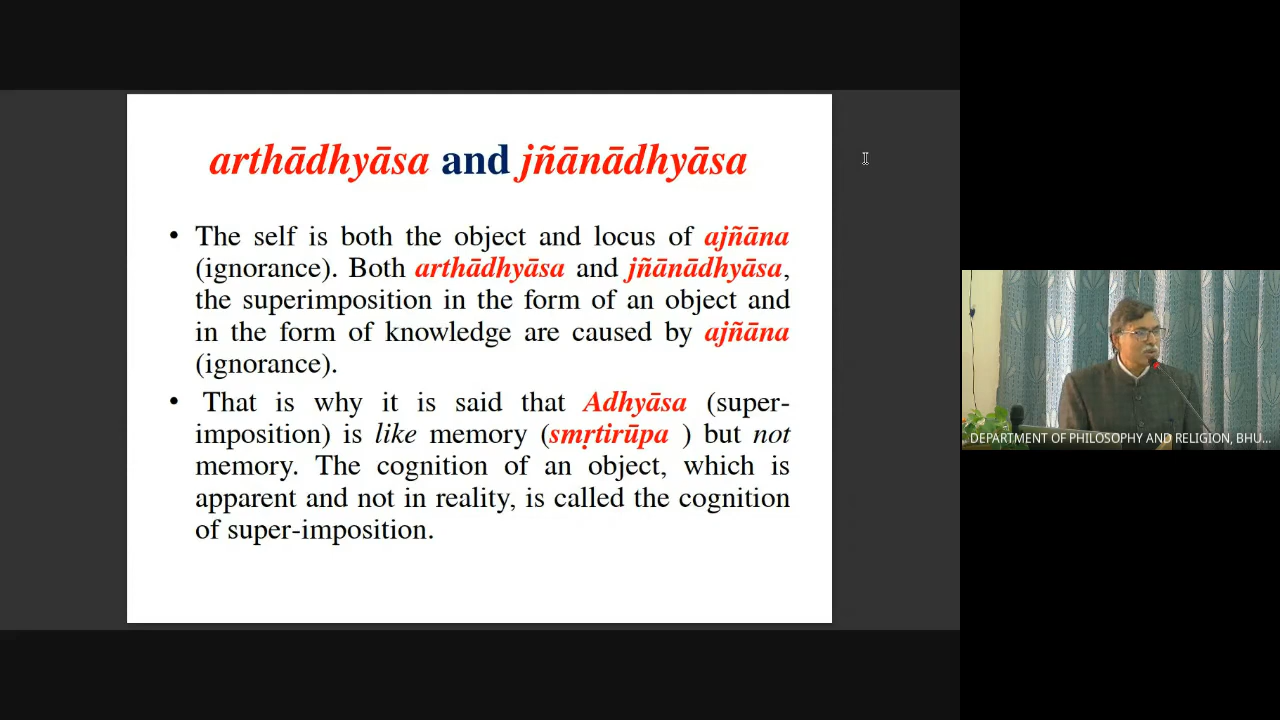 arthādhyāsa and jñānādhyāsa
• The self is both the object and locus of ajñāna
(ignorance). Both arthādhyāsa and jñānādhyāsa,
the superimposition in the form of an object and
in the form of knowledge are caused by ajñāna
(ignorance).
• That is why it is said that Adhyāsa (super-
imposition) is like memory (smṛtirūpa ) but not
memory. The cognition of an object, which is
apparent and not in reality, is called the cognition
of super-imposition.
DEPARTMENT OF PHILOSOPHY AND RELIGION, BHU...